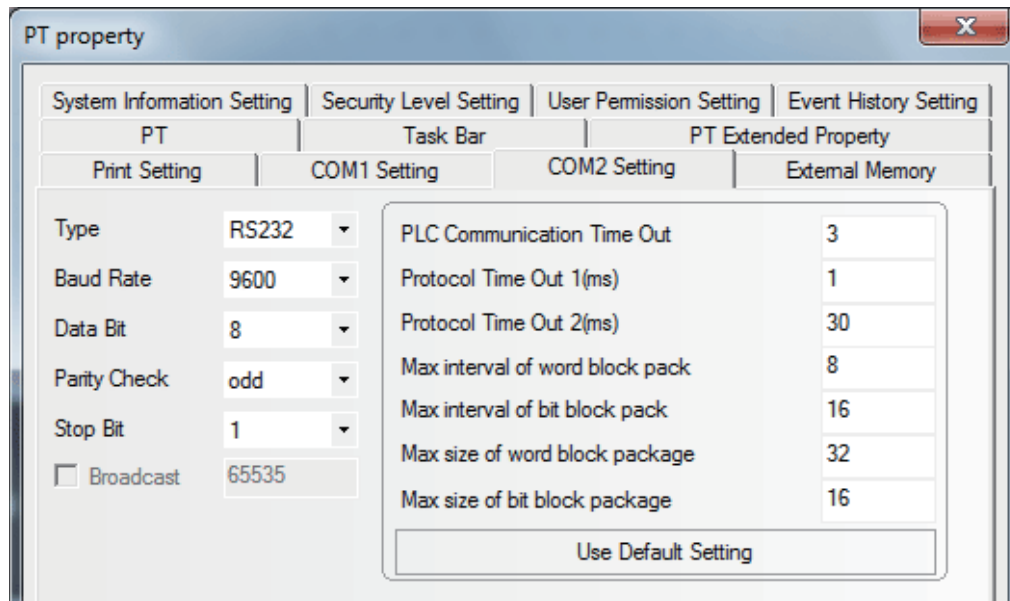 PT property
System Information Setting Security Level Setting User Permission Setting Event History Setting
PT Task Bar PT Extended Property
Print Setting COM1 Setting COM2 Setting External Memory
Type RS232
Baud Rate 9600
Data Bit 8
Parity Check odd
Stop Bit 1
Broadcast 65535
PLC Communication Time Out 3
Protocol Time Out 1(ms) 1
Protocol Time Out 2(ms) 30
Max interval of word block pack 8
Max interval of bit block pack 16
Max size of word block package 32
Max size of bit block package 16
Use Default Setting